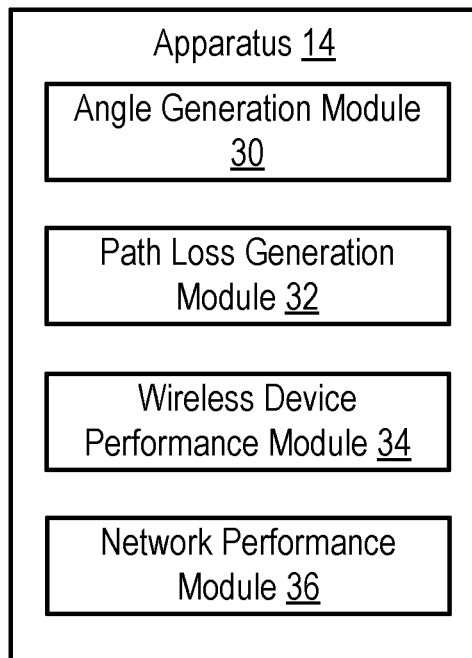 Apparatus 14
Angle Generation Module
30
Path Loss Generation
Module 32
Wireless Device
Performance Module 34
Network Performance
Module 36